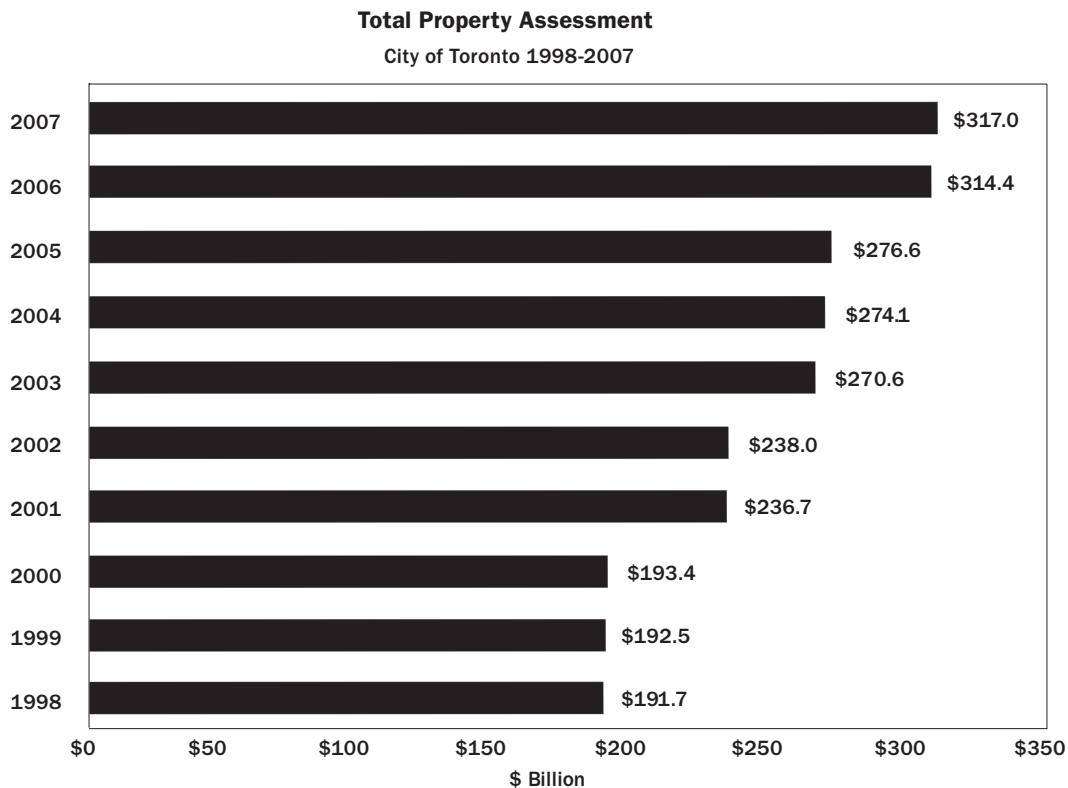 Total Property Assessment
City of Toronto 1998-2007
2007 $317.0
2006 $314.4
2005 $276.6
2004 $274.1
2003 $270.6
2002 $238.0
2001 $236.7
2000 $193.4
1999 $192.5
1998 $191.7
$0 $50 $100 $150 $200 $250 $300 $350
$ Billion